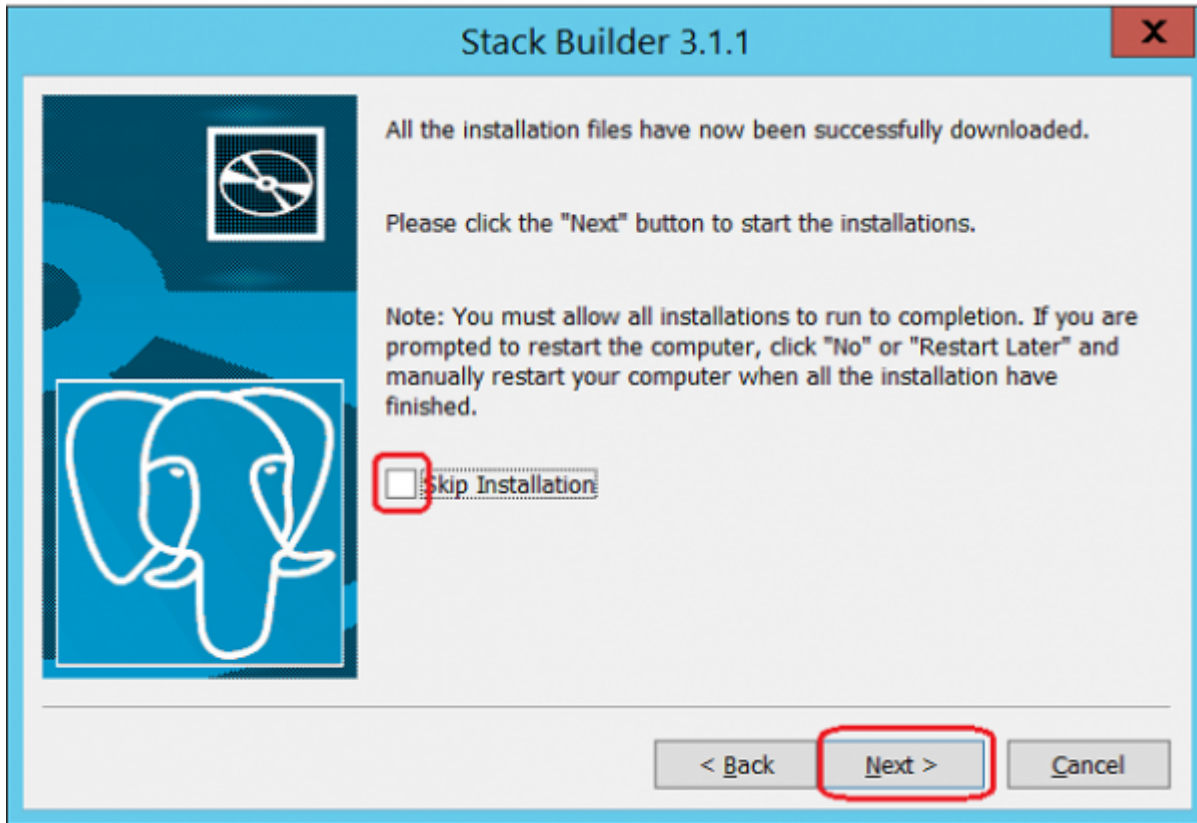 Stack Builder 3.1.1
X
All the installation files have now been successfully downloaded.
Please click the "Next" button to start the installations.
Note: You must allow all installations to run to completion. If you are
prompted to restart the computer, click "No" or "Restart Later" and
manually restart your computer when all the installation have
finished.
Skip Installation
< Back Next > Cancel